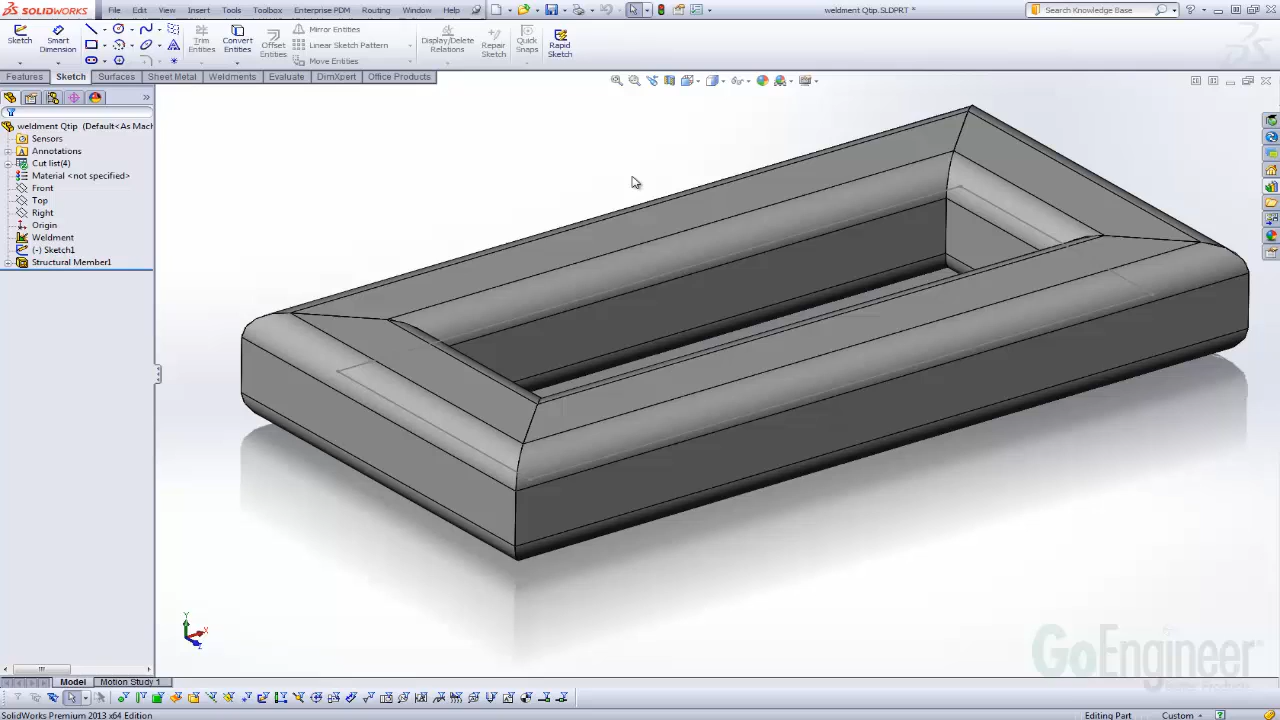 SOLIDWORKS File Edit View Insert Tools Toolbox Enterprise PDM Routing Window Help weldment Qtip.SLDPRT * Search Knowledge Base
Sketch Smart Dimension Trim Entities Convert Entities Offset Entities Mirror Entities Linear Sketch Pattern Move Entities Display/Delete Relations Repair Sketch Quick Snaps Rapid Sketch
Features Sketch Surfaces Sheet Metal Weldments Evaluate DimXpert Office Products
weldment Qtip (Default<As Mach
Sensors
Annotations
Cut list(4)
Material <not specified>
Front
Top
Right
Origin
Weldment
(-) Sketch1
Structural Member1
Y
X
Z
GoEngineer
Model Motion Study 1
SolidWorks Premium 2013 x64 Edition Editing Part Custom